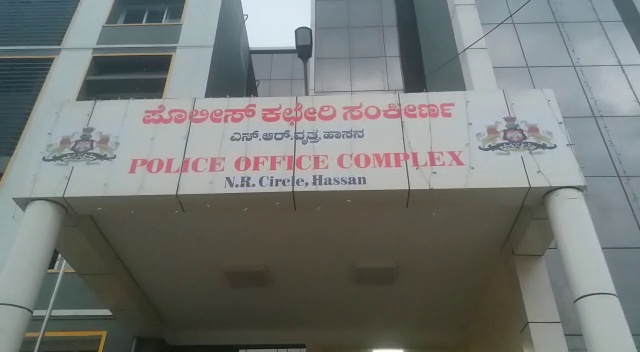 ಪೊಲೀಸ್ ಕಛೇರಿ ಸಂಕೀರ್ಣ
ಎನ್.ಆರ್.ವೃತ್ತ, ಹಾಸನ
POLICE OFFICE COMPLEX
N.R. Circle, Hassan